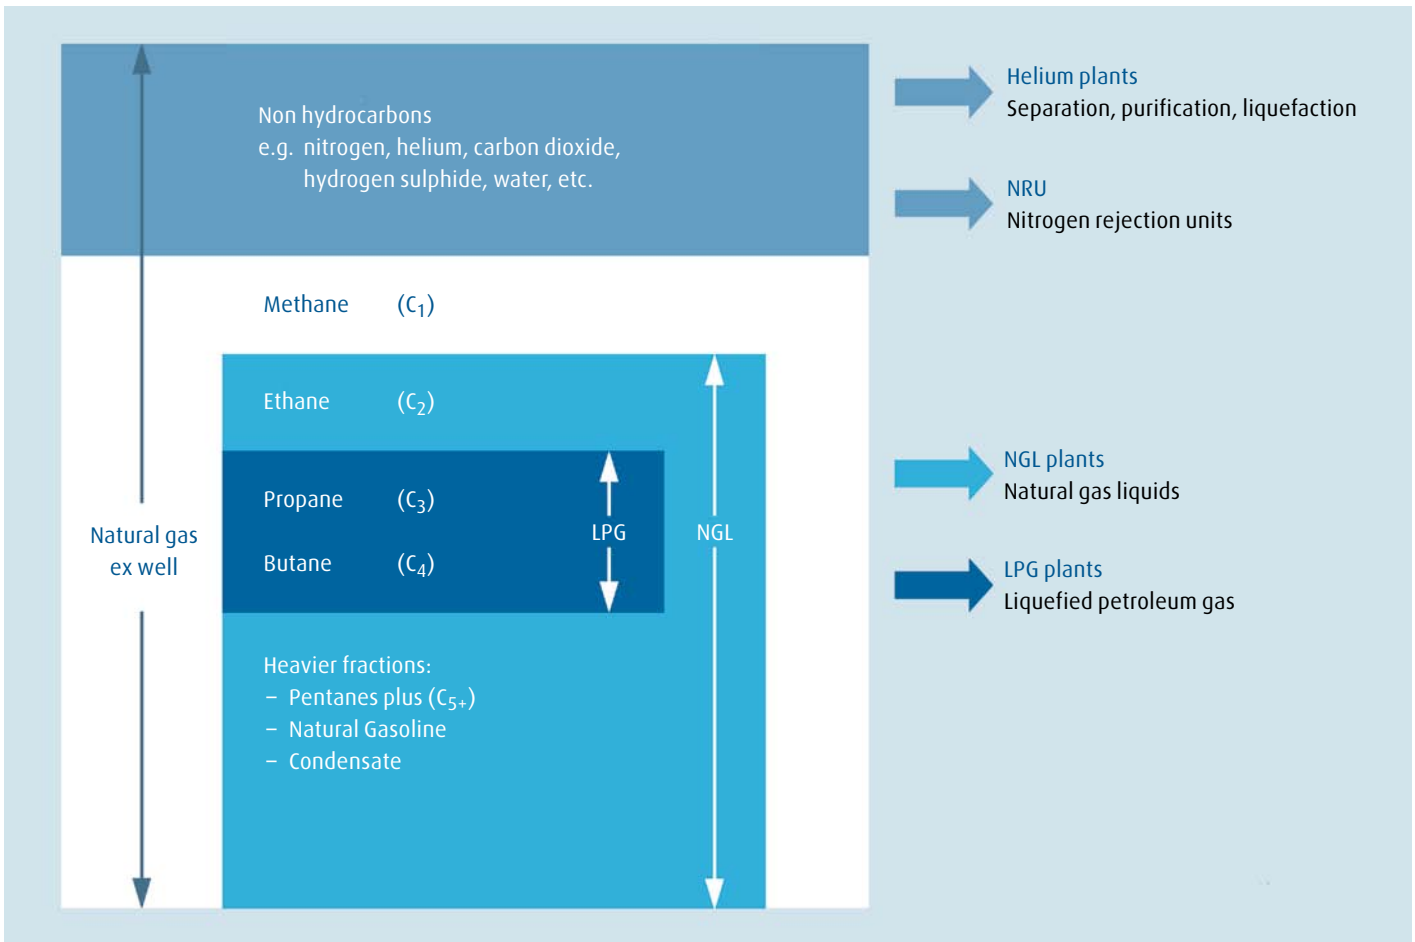 Non hydrocarbons
e.g. nitrogen, helium, carbon dioxide,
hydrogen sulphide, water, etc.
Methane (C₁)
Ethane (C₂)
Propane (C₃)
Butane (C₄)
Heavier fractions:
– Pentanes plus (C₅₊)
– Natural Gasoline
– Condensate
Natural gas
ex well
LPG
NGL
Helium plants
Separation, purification, liquefaction
NRU
Nitrogen rejection units
NGL plants
Natural gas liquids
LPG plants
Liquefied petroleum gas